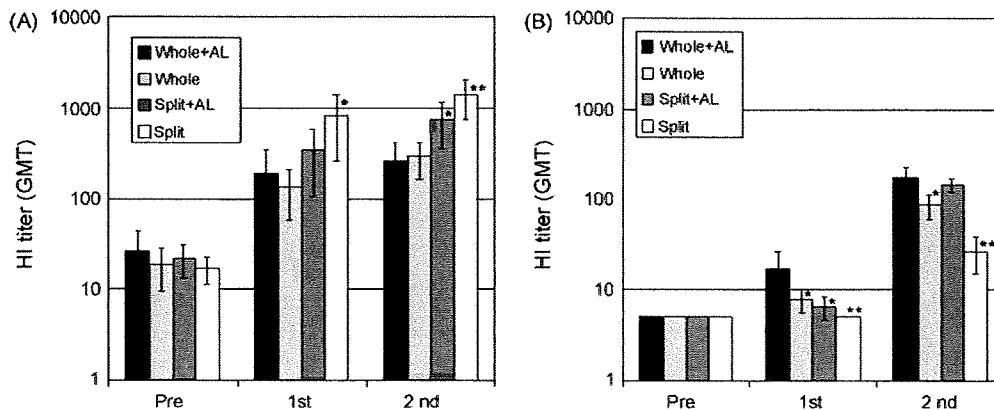 (A)
HI titer (GMT)
10000
1000
100
10
1
Whole+AL
Whole
Split+AL
Split
*
*
**
Pre
1st
2 nd
(B)
HI titer (GMT)
10000
1000
100
10
1
Whole+AL
Whole
Split+AL
Split
*
*
**
*
**
Pre
1st
2 nd